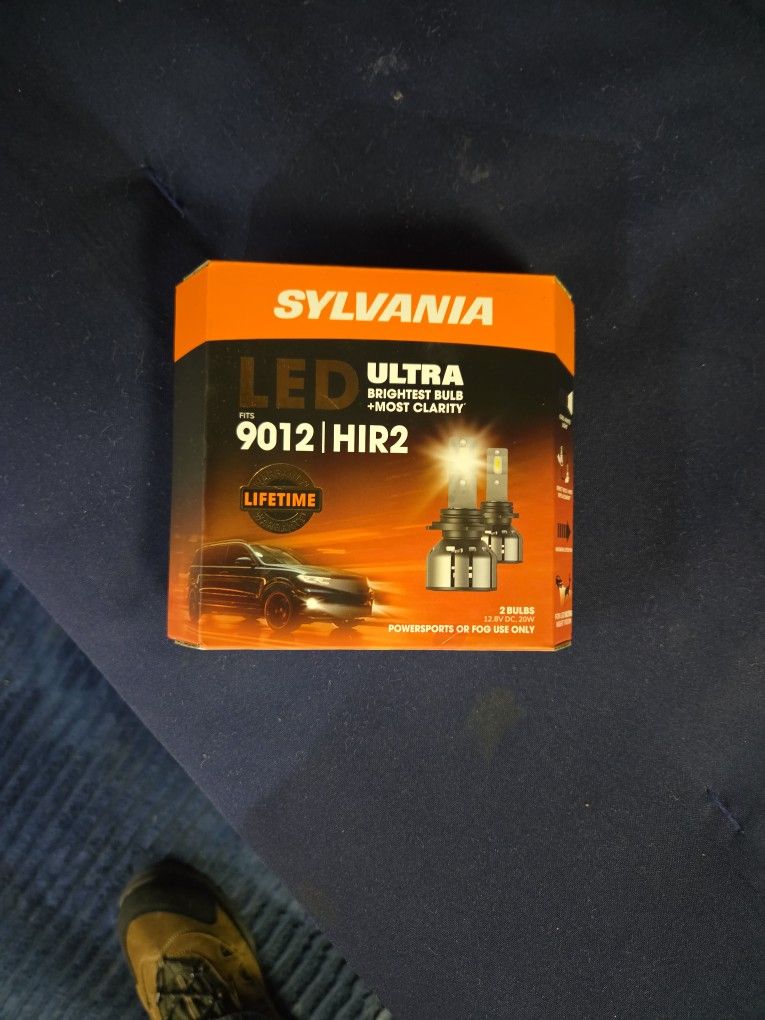 SYLVANIA
LED
ULTRA
BRIGHTEST BULB
+MOST CLARITY*
FITS
9012 | HIR2
LIFETIME
2 BULBS
12.8V DC, 20W
POWERSPORTS OR FOG USE ONLY